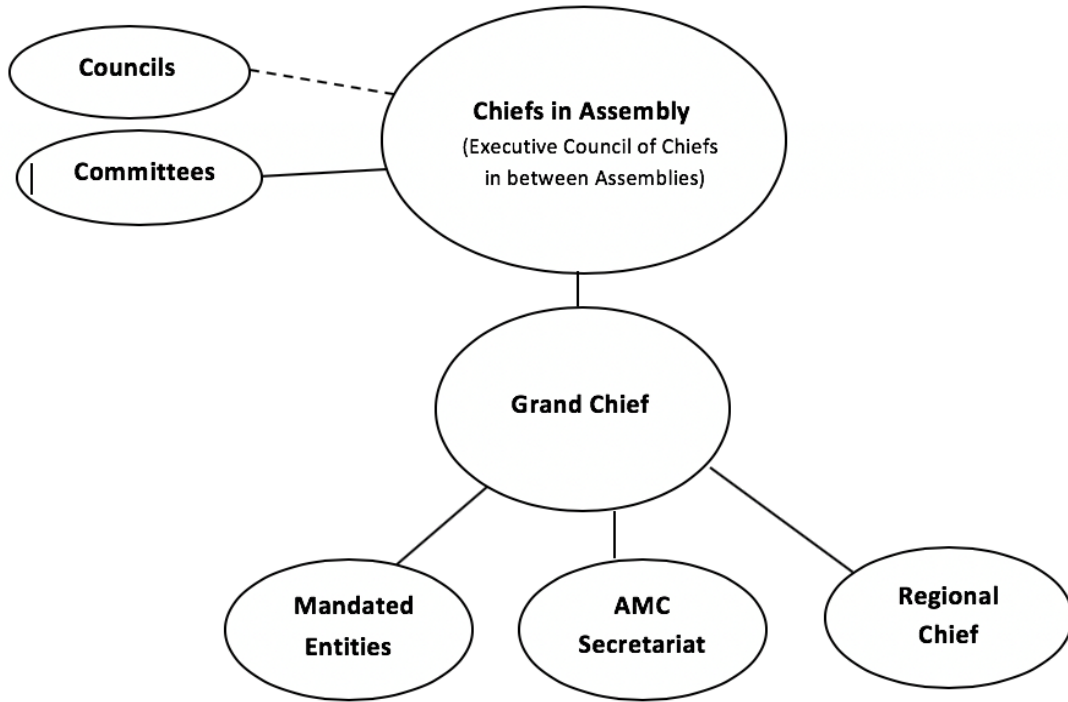 Councils
Chiefs in Assembly
(Executive Council of Chiefs
in between Assemblies)
Committees
Grand Chief
Mandated
Entities
AMC
Secretariat
Regional
Chief